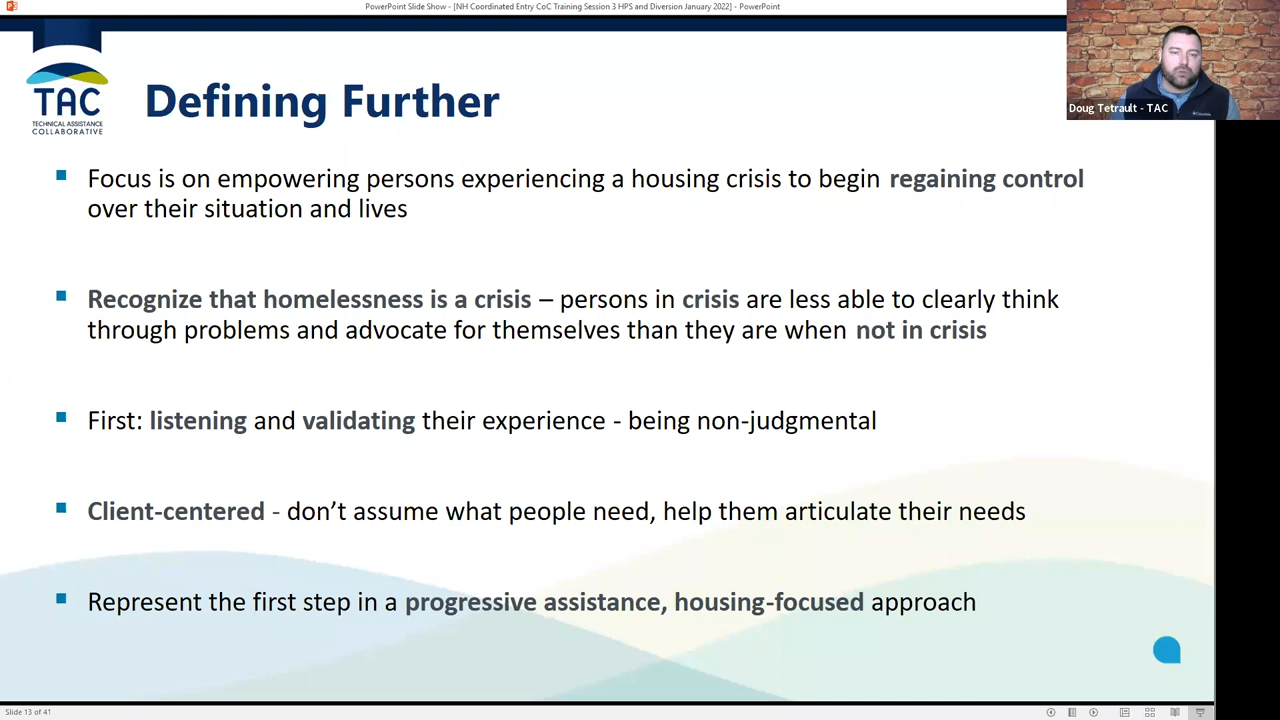 PowerPoint Slide Show - [NH Coordinated Entry CoC Training Session 3 HPS and Diversion January 2022] - PowerPoint
Doug Tetrault - TAC
TAC
TECHNICAL ASSISTANCE
COLLABORATIVE
Defining Further
Focus is on empowering persons experiencing a housing crisis to begin regaining control
over their situation and lives
Recognize that homelessness is a crisis – persons in crisis are less able to clearly think
through problems and advocate for themselves than they are when not in crisis
First: listening and validating their experience - being non-judgmental
Client-centered - don’t assume what people need, help them articulate their needs
Represent the first step in a progressive assistance, housing-focused approach
Slide 13 of 41